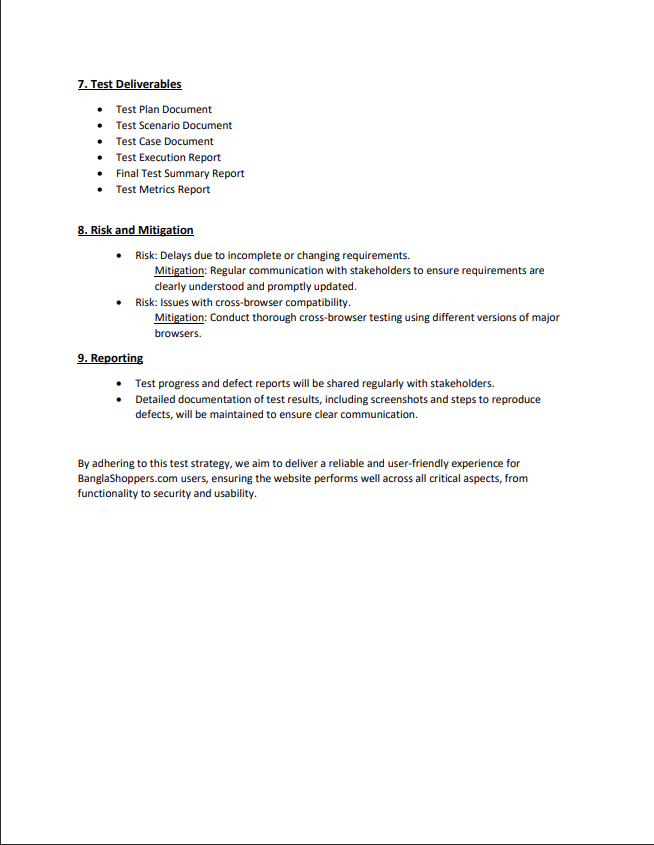 7. Test Deliverables
• Test Plan Document
• Test Scenario Document
• Test Case Document
• Test Execution Report
• Final Test Summary Report
• Test Metrics Report
8. Risk and Mitigation
• Risk: Delays due to incomplete or changing requirements.
Mitigation: Regular communication with stakeholders to ensure requirements are
clearly understood and promptly updated.
• Risk: Issues with cross-browser compatibility.
Mitigation: Conduct thorough cross-browser testing using different versions of major
browsers.
9. Reporting
• Test progress and defect reports will be shared regularly with stakeholders.
• Detailed documentation of test results, including screenshots and steps to reproduce
defects, will be maintained to ensure clear communication.
By adhering to this test strategy, we aim to deliver a reliable and user-friendly experience for
BanglaShoppers.com users, ensuring the website performs well across all critical aspects, from
functionality to security and usability.